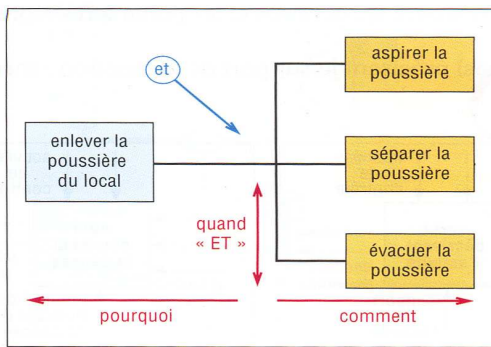 et
enlever la
poussière
du local
aspirer la
poussière
séparer la
poussière
évacuer la
poussière
quand
« ET »
pourquoi
comment